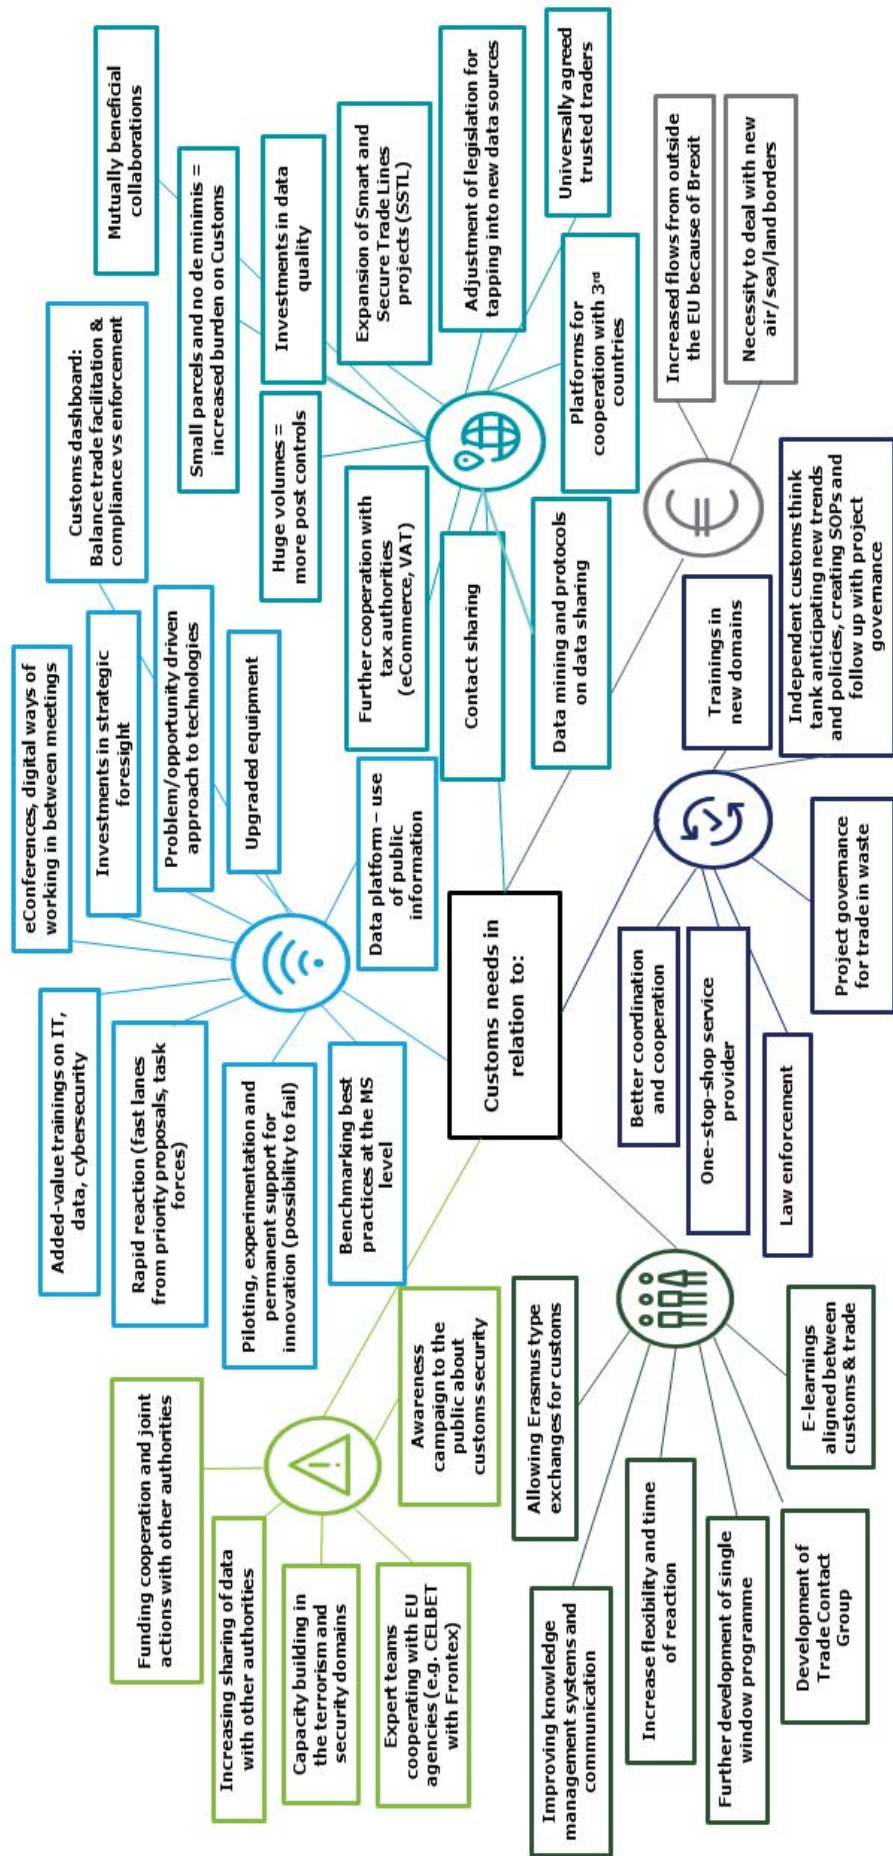 Funding cooperation and joint
actions with other authorities
Increasing sharing of data
with other authorities
Capacity building in
the terrorism and
security domains
Expert teams
cooperating with EU
agencies (e.g. CELBET
with Frontex)
Awareness
campaign to the
public about
customs security
Added-value trainings on IT,
data, cybersecurity
Rapid reaction (fast lanes
from priority proposals, task
forces)
Piloting, experimentation and
permanent support for
innovation (possibility to fail)
Benchmarking best
practices at the MS
level
eConferences, digital ways of
working in between meetings
Investments in strategic
foresight
Problem/opportunity driven
approach to technologies
Upgraded equipment
Data platform – use
of public
information
Customs dashboard:
Balance trade facilitation &
compliance vs enforcement
Mutually beneficial
collaborations
Small parcels and no de minimis =
increased burden on Customs
Investments in data
quality
Huge volumes =
more post controls
Expansion of Smart and
Secure Trade Lines
projects (SSTL)
Further cooperation with
tax authorities
(eCommerce, VAT)
Adjustment of legislation for
tapping into new data sources
Contact sharing
Universally agreed
trusted traders
Platforms for
cooperation with 3rd
countries
Data mining and protocols
on data sharing
Customs needs in
relation to:
Increased flows from outside
the EU because of Brexit
Necessity to deal with new
air/sea/land borders
Allowing Erasmus type
exchanges for customs
Improving knowledge
management systems and
communication
Increase flexibility and time
of reaction
Further development of single
window programme
Development of
Trade Contact
Group
E-learnings
aligned between
customs & trade
Better coordination
and cooperation
One-stop-shop service
provider
Law enforcement
Project governance
for trade in waste
Trainings in
new domains
Independent customs think
tank anticipating new trends
and policies, creating SOPs and
follow up with project
governance